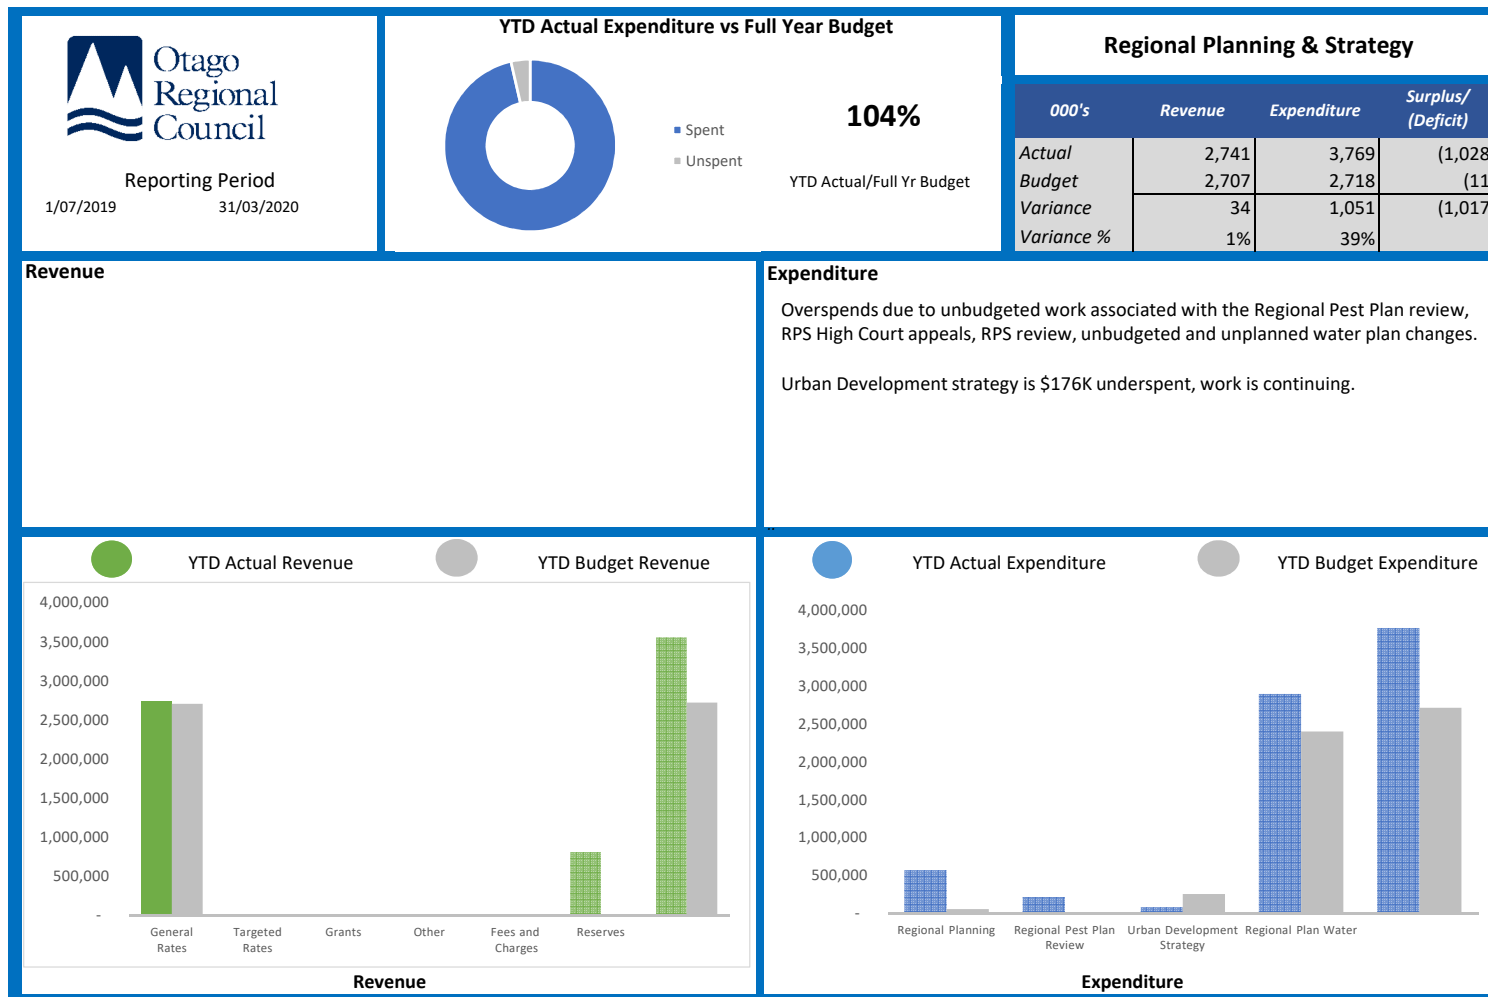 Otago
Regional
Council
Reporting Period
1/07/2019 31/03/2020
YTD Actual Expenditure vs Full Year Budget
Spent
Unspent
104%
YTD Actual/Full Yr Budget
Regional Planning & Strategy
000's Revenue Expenditure Surplus/ (Deficit)
Actual 2,741 3,769 (1,028
Budget 2,707 2,718 (11
Variance 34 1,051 (1,017
Variance % 1% 39%
Revenue
Expenditure
Overspends due to unbudgeted work associated with the Regional Pest Plan review,
RPS High Court appeals, RPS review, unbudgeted and unplanned water plan changes.
Urban Development strategy is $176K underspent, work is continuing.
YTD Actual Revenue YTD Budget Revenue
4,000,000
3,500,000
3,000,000
2,500,000
2,000,000
1,500,000
1,000,000
500,000
-
General Rates Targeted Rates Grants Other Fees and Charges Reserves
Revenue
YTD Actual Expenditure YTD Budget Expenditure
4,000,000
3,500,000
3,000,000
2,500,000
2,000,000
1,500,000
1,000,000
500,000
-
Regional Planning Regional Pest Plan Review Urban Development Strategy Regional Plan Water
Expenditure